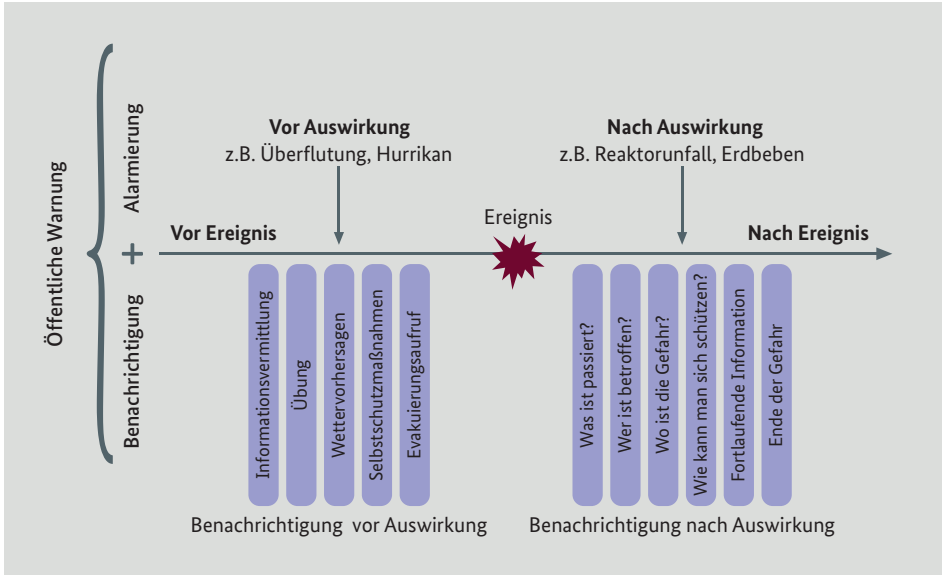 Öffentliche Warnung
Alarmierung
+
Benachrichtigung
Vor Auswirkung
z.B. Überflutung, Hurrikan
Nach Auswirkung
z.B. Reaktorunfall, Erdbeben
Vor Ereignis
Ereignis
Nach Ereignis
Informationsvermittlung
Übung
Wettervorhersagen
Selbstschutzmaßnahmen
Evakuierungsaufruf
Was ist passiert?
Wer ist betroffen?
Wo ist die Gefahr?
Wie kann man sich schützen?
Fortlaufende Information
Ende der Gefahr
Benachrichtigung vor Auswirkung
Benachrichtigung nach Auswirkung